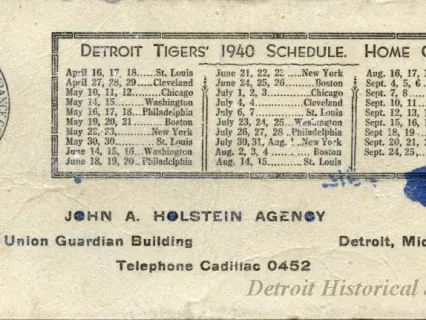 DETROIT TIGERS' 1940 SCHEDULE. HOME
April 16, 17, 18......St. Louis
April 27, 28, 29......Cleveland
May 10, 11, 12............Chicago
May 14, 15............Washington
May 16, 17, 18...Philadelphia
May 19, 20, 21...........Boston
May 22, 23,..........New York
May 30, 30............St. Louis
June 14, 15, 16 Washington
June 18, 19, 20..Philadelphia
June 21, 22, 23 .....New York
June 24, 25, 26..........Boston
July 1, 2, 3..............Chicago
July 4, 4..............Cleveland
July 6, 7................St. Louis
July 23, 24, 25...Washington
July 26, 27, 28 .Philadelphia
July 30, 31, Aug. New York
Aug. 2, 3, 4 ..........Boston
Aug. 14, 15............St. Louis
Aug. 16, 17,
Sept. 4, 5, 6
Sept. 7, 8
Sept. 10, 11
Sept. 12, 13,
Sept. 15, 16,
Sept 18, 19
Sept. 20, 21,
Sept. 24, 25,
JOHN A. HOLSTEIN AGENCY
Union Guardian Building
Detroit, Mic
Telephone Cadillac 0452
Detroit Historical